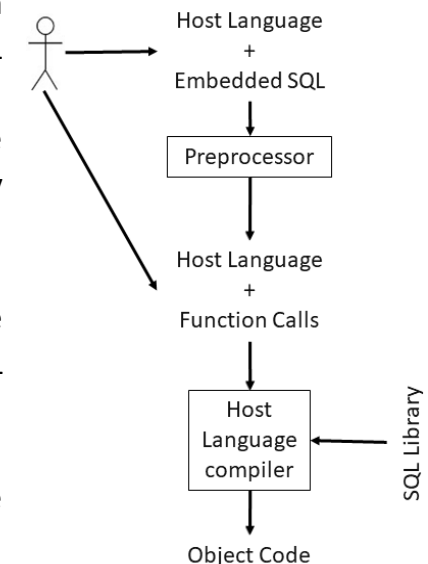 Host Language
+
Embedded SQL
Preprocessor
Host Language
+
Function Calls
Host
Language
compiler
SQL Library
Object Code